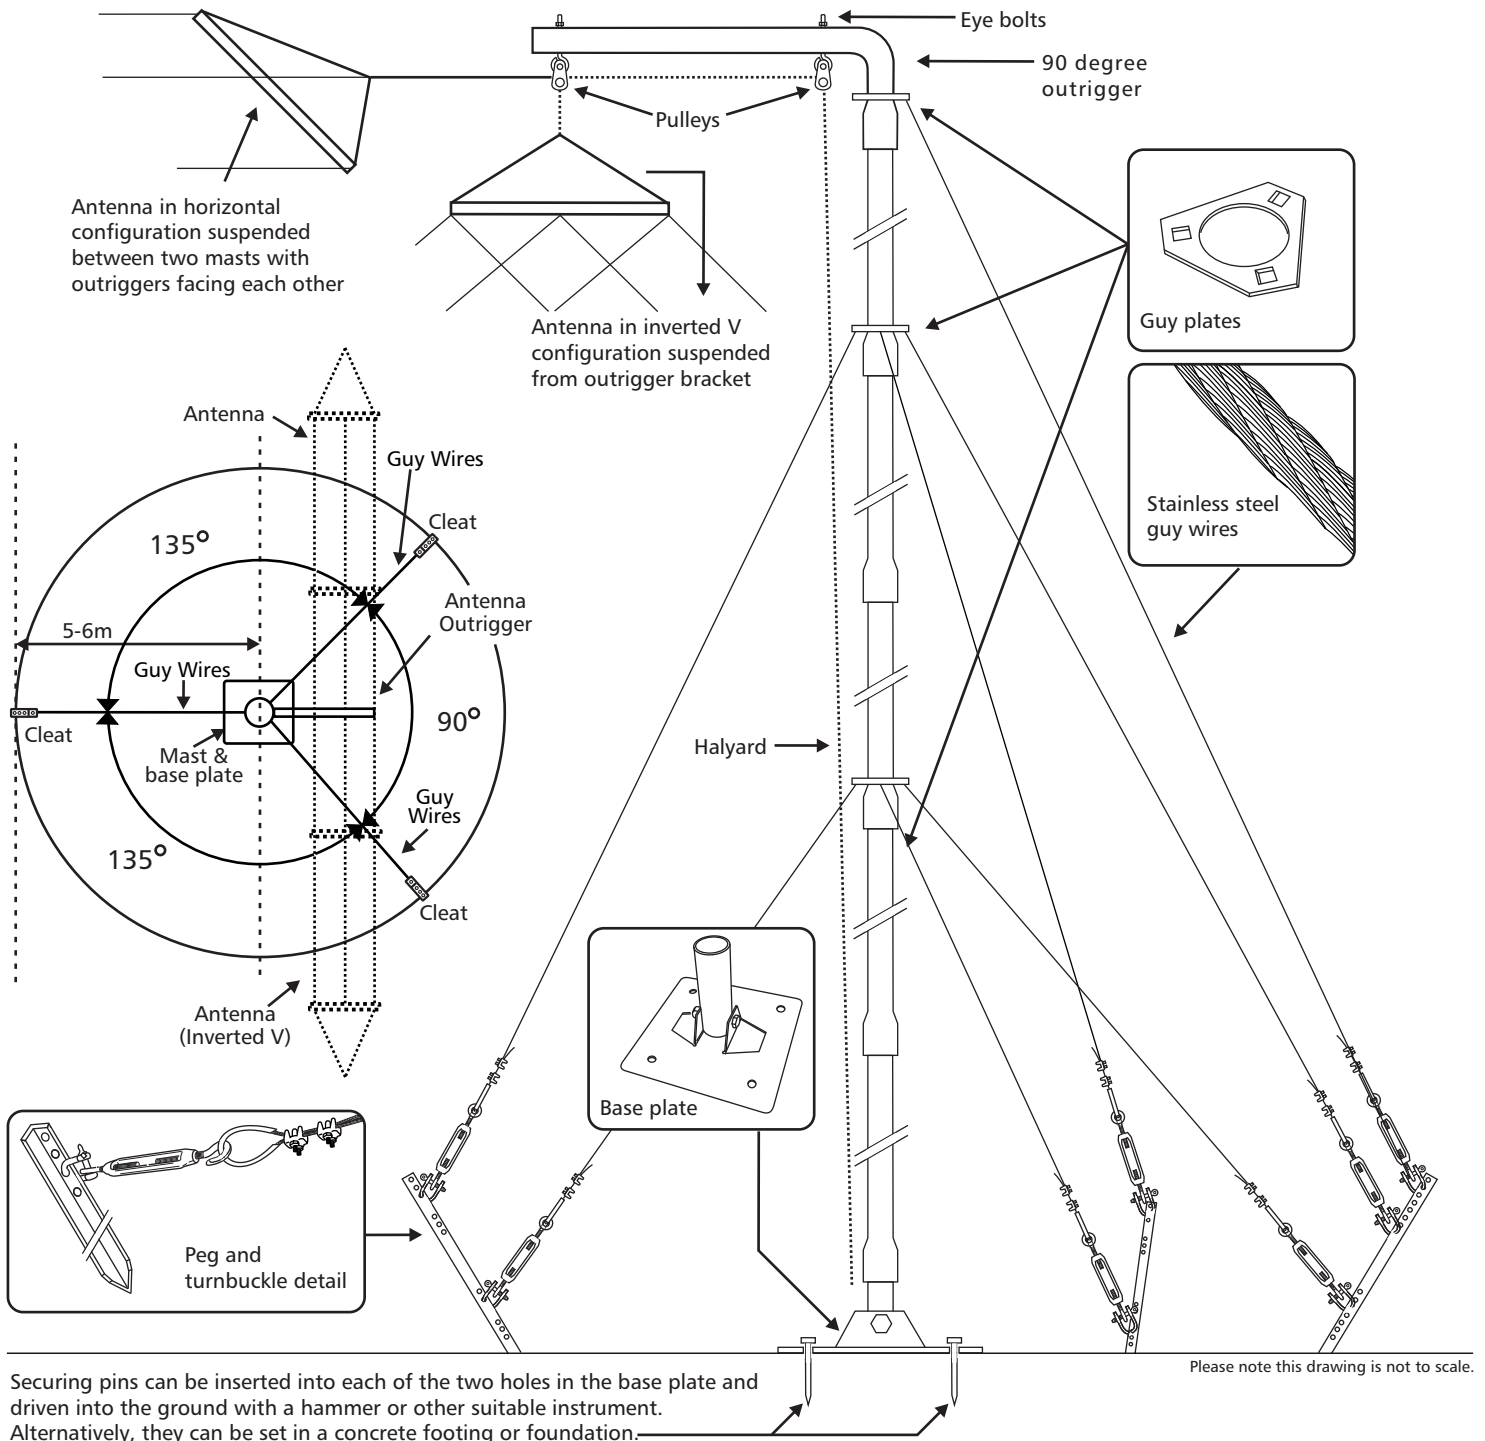 Eye bolts
90 degree
outrigger
Pulleys
Antenna in horizontal
configuration suspended
between two masts with
outriggers facing each other
Antenna in inverted V
configuration suspended
from outrigger bracket
Guy plates
Stainless steel
guy wires
Antenna
Guy Wires
Cleat
135°
Antenna
Outrigger
5-6m
Guy Wires
90°
Cleat
Mast &
base plate
Halyard
Guy
Wires
135°
Cleat
Antenna
(Inverted V)
Base plate
Peg and
turnbuckle detail
Please note this drawing is not to scale.
Securing pins can be inserted into each of the two holes in the base plate and
driven into the ground with a hammer or other suitable instrument.
Alternatively, they can be set in a concrete footing or foundation.